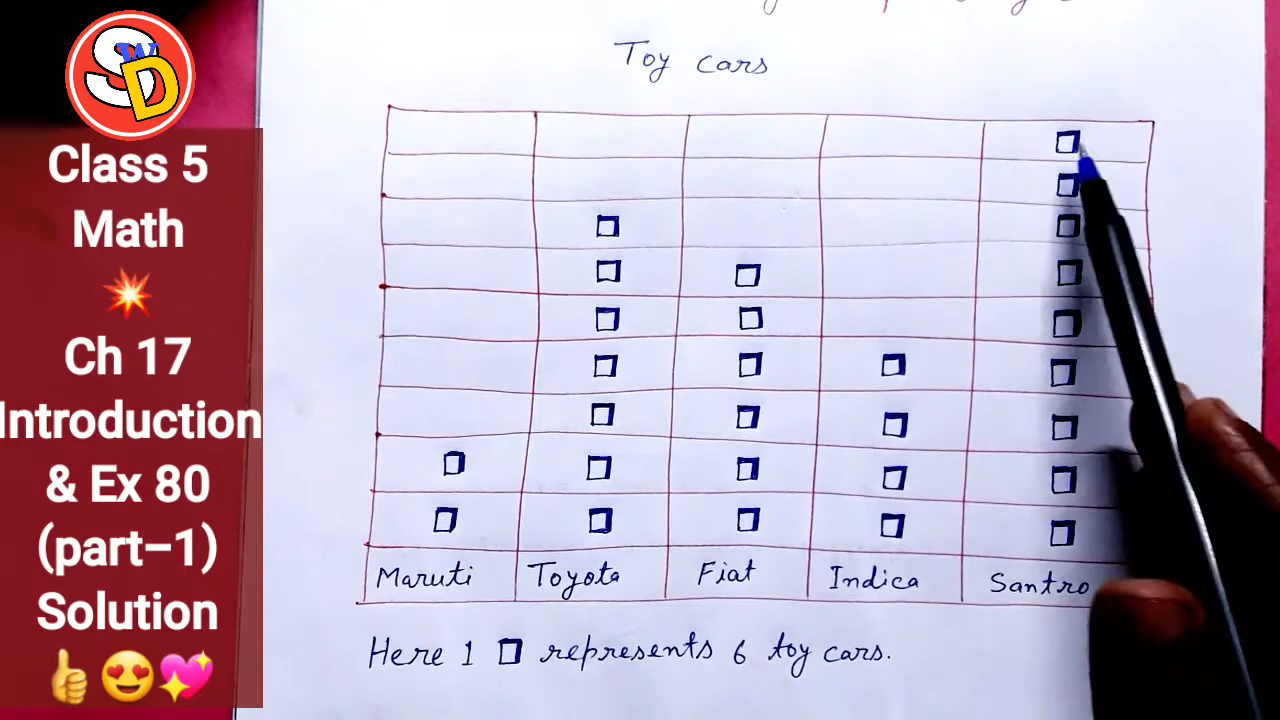 SWD
Class 5
Math
Ch 17
Introduction
& Ex 80
(part–1)
Solution
Toy cars
Maruti Toyota Fiat Indica Santro
Here 1 □ represents 6 toy cars.